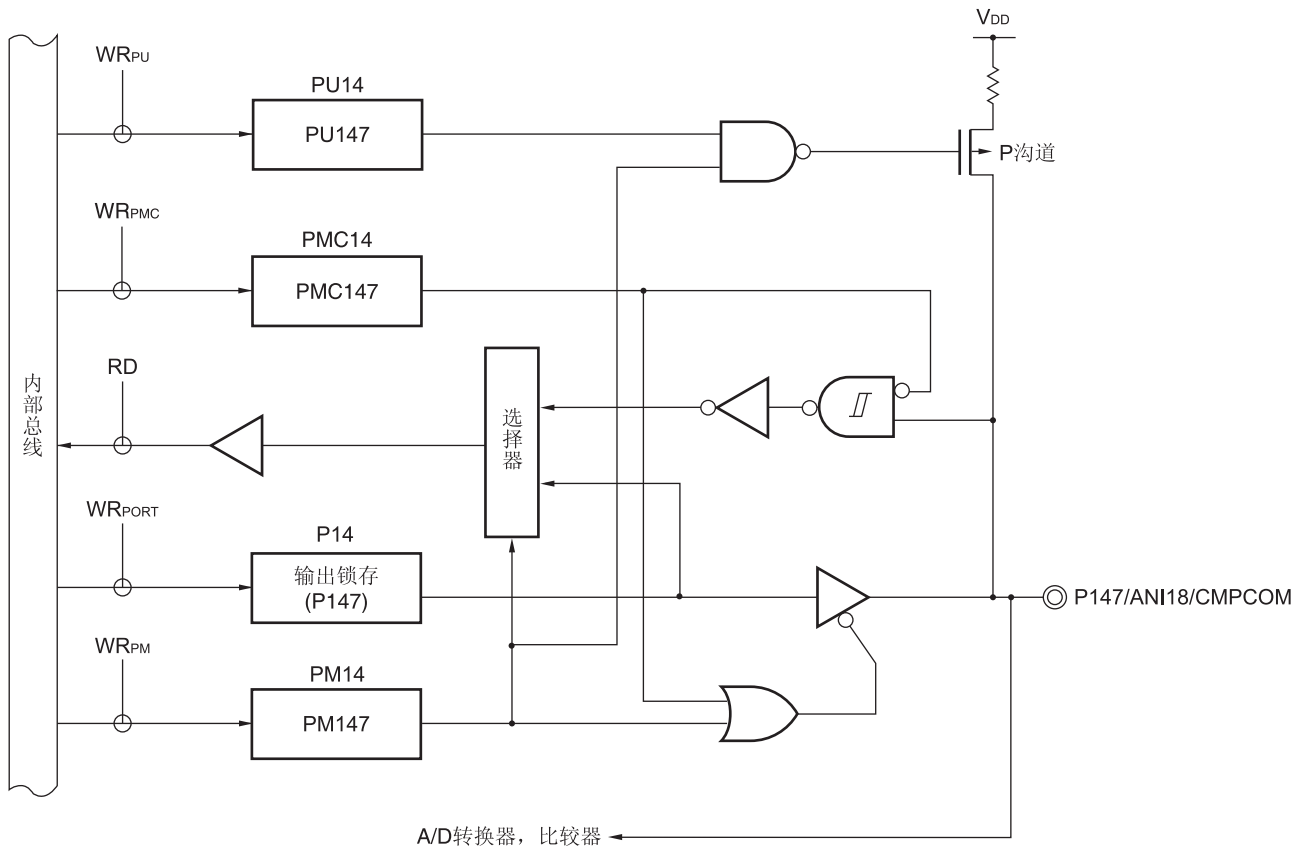 VDD
WRPU
PU14
PU147
P沟道
WRPMC
PMC14
PMC147
RD
内部总线
选择器
WRPORT
P14
输出锁存
(P147)
P147/ANI18/CMPCOM
WRPM
PM14
PM147
A/D转换器，比较器